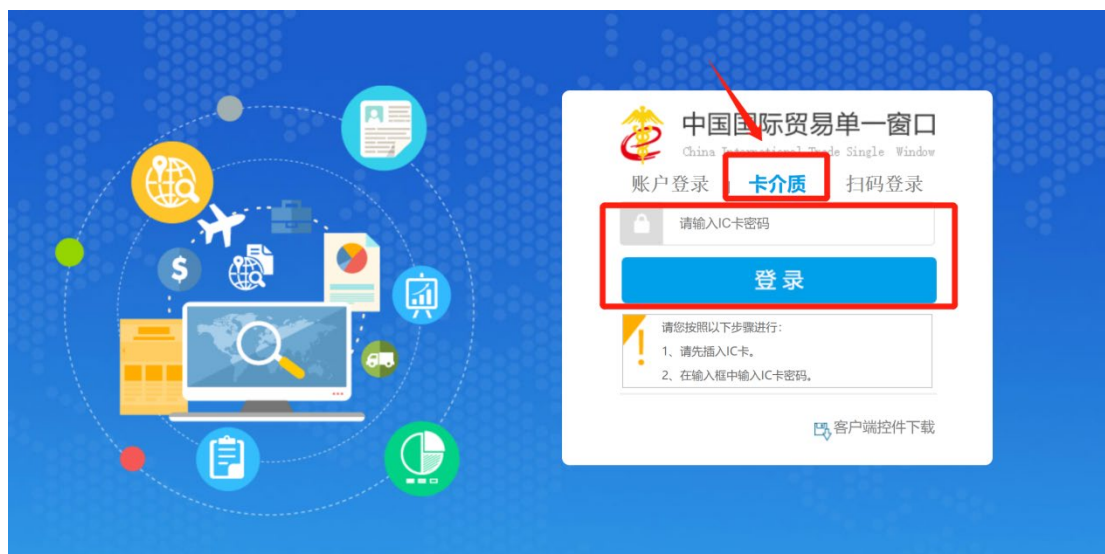 中国国际贸易单一窗口
China International Trade Single Window
账户登录 卡介质 扫码登录
请输入IC卡密码
登录
请您按照以下步骤进行：
1、请先插入IC卡。
2、在输入框中输入IC卡密码。
客户端控件下载